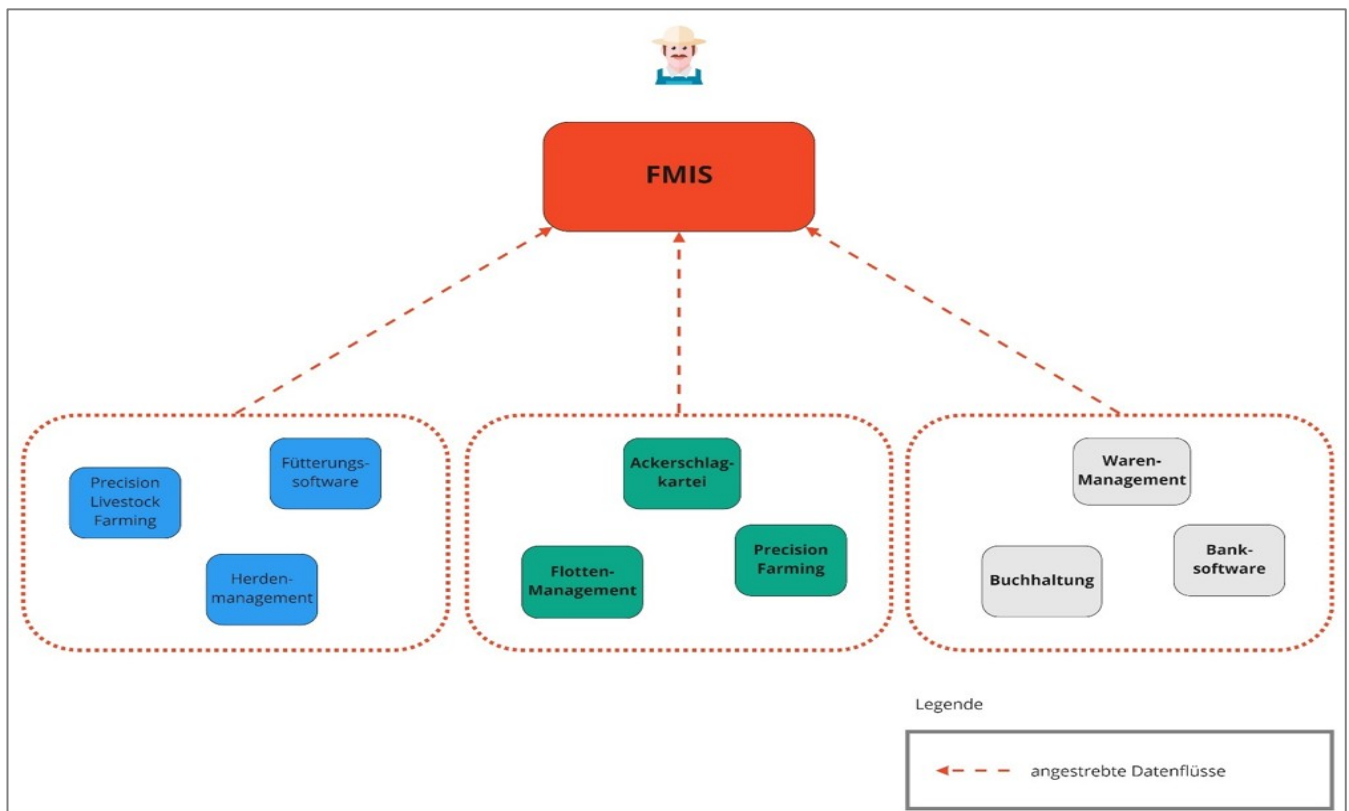 FMIS
Precision
Livestock
Farming
Fütterungs-
software
Herden-
management
Ackerschlag-
kartei
Flotten-
Management
Precision
Farming
Waren-
Management
Buchhaltung
Bank-
software
Legende
angestrebte Datenflüsse